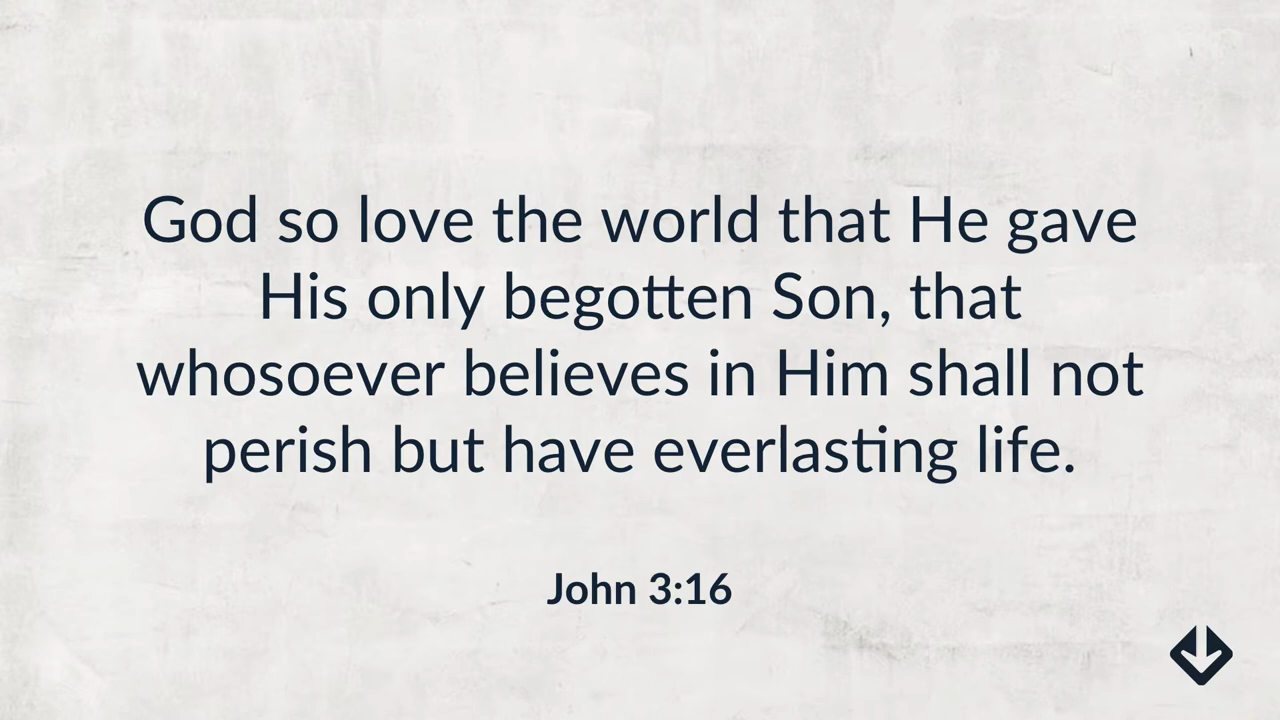 God so love the world that He gave
His only begotten Son, that
whosoever believes in Him shall not
perish but have everlasting life.
John 3:16